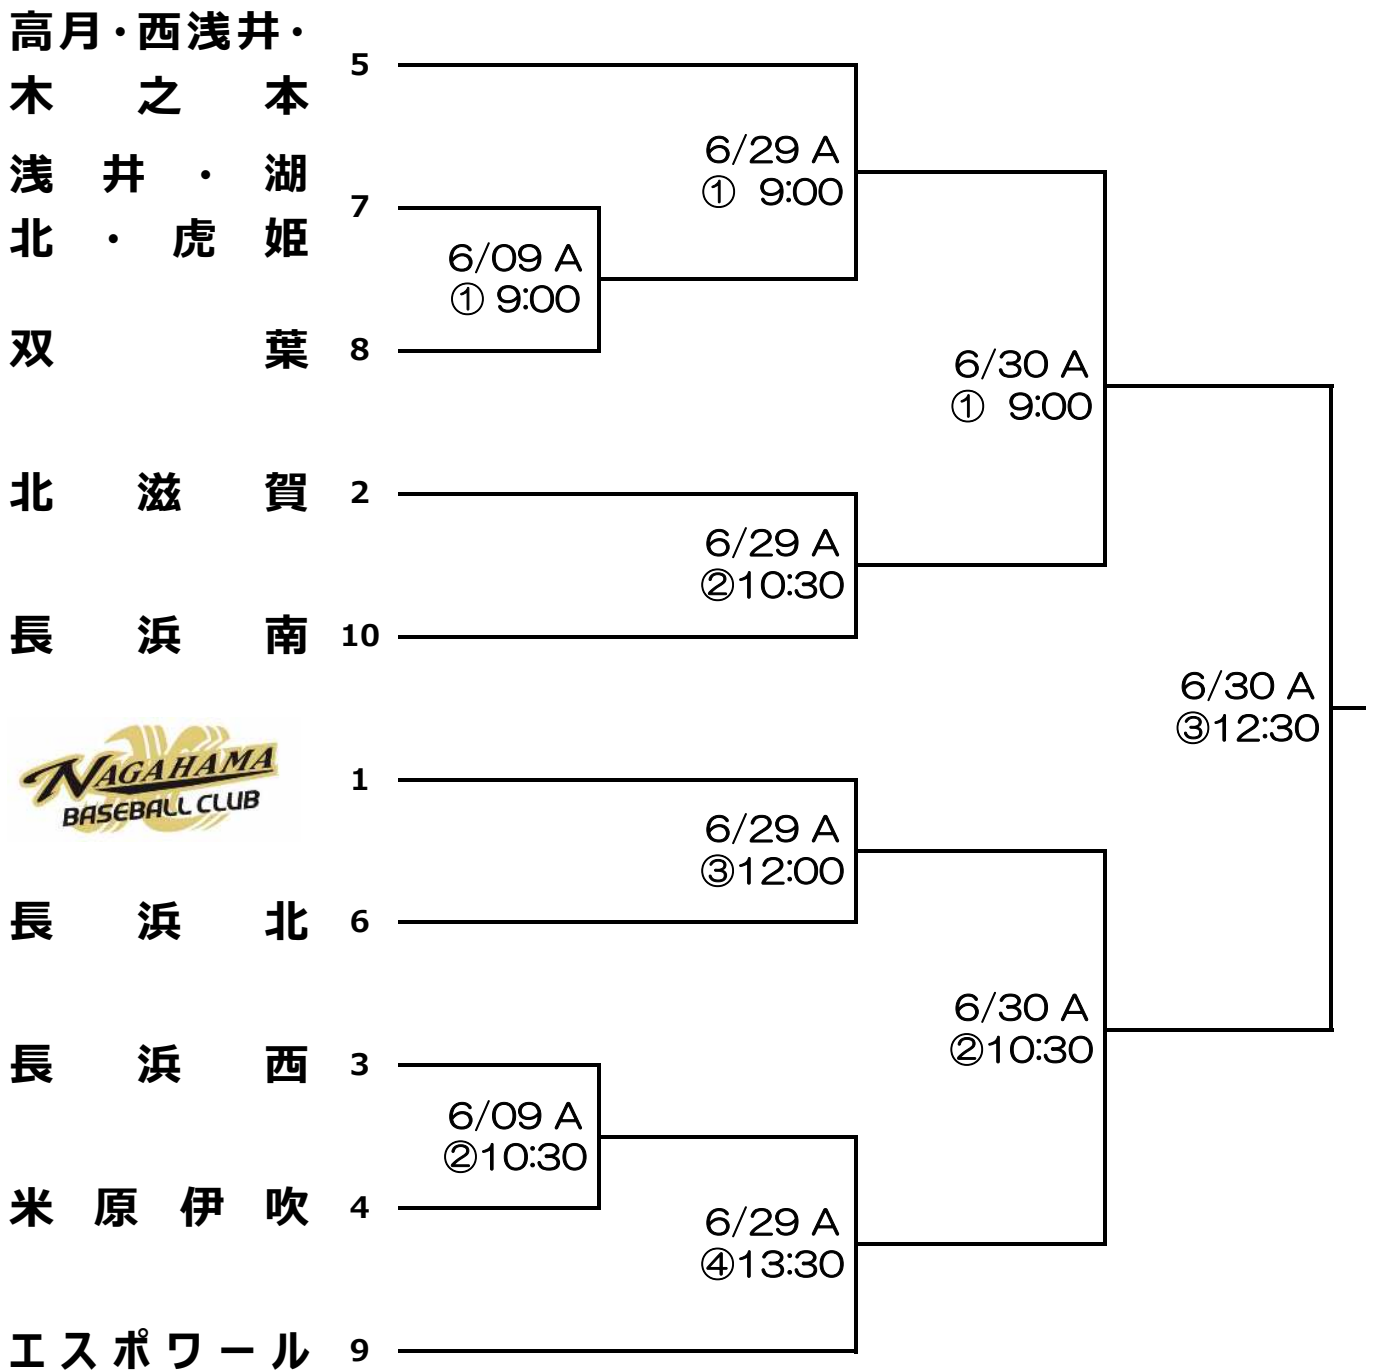 高月・西浅井・
木之本
5
6/29 A
① 9:00
浅井・湖
北・虎姫
7
6/09 A
① 9:00
双葉
8
6/30 A
① 9:00
北滋賀
2
6/29 A
②10:30
長浜南
10
6/30 A
③12:30
NAGAHAMA
BASEBALL CLUB
1
6/29 A
③12:00
長浜北
6
6/30 A
②10:30
長浜西
3
6/09 A
②10:30
米原伊吹
4
6/29 A
④13:30
エスポワール
9